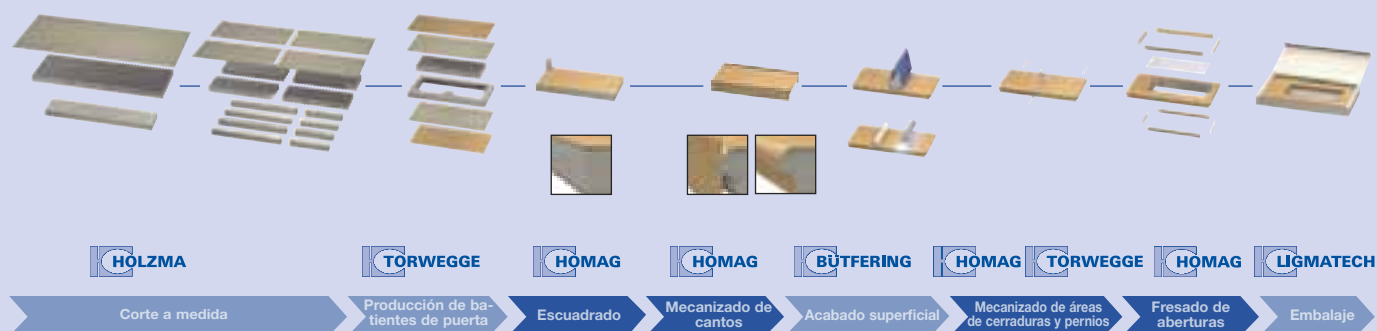 HOLZMA
TORWEGGE
HOMAG
HOMAG
BÜTFERING
HOMAG
TORWEGGE
HOMAG
LIGMATECH
Corte a medida
Producción de ba-
tientes de puerta
Escuadrado
Mecanizado de
cantos
Acabado superficial
Mecanizado de áreas
de cerraduras y pernios
Fresado de
aberturas
Embalaje